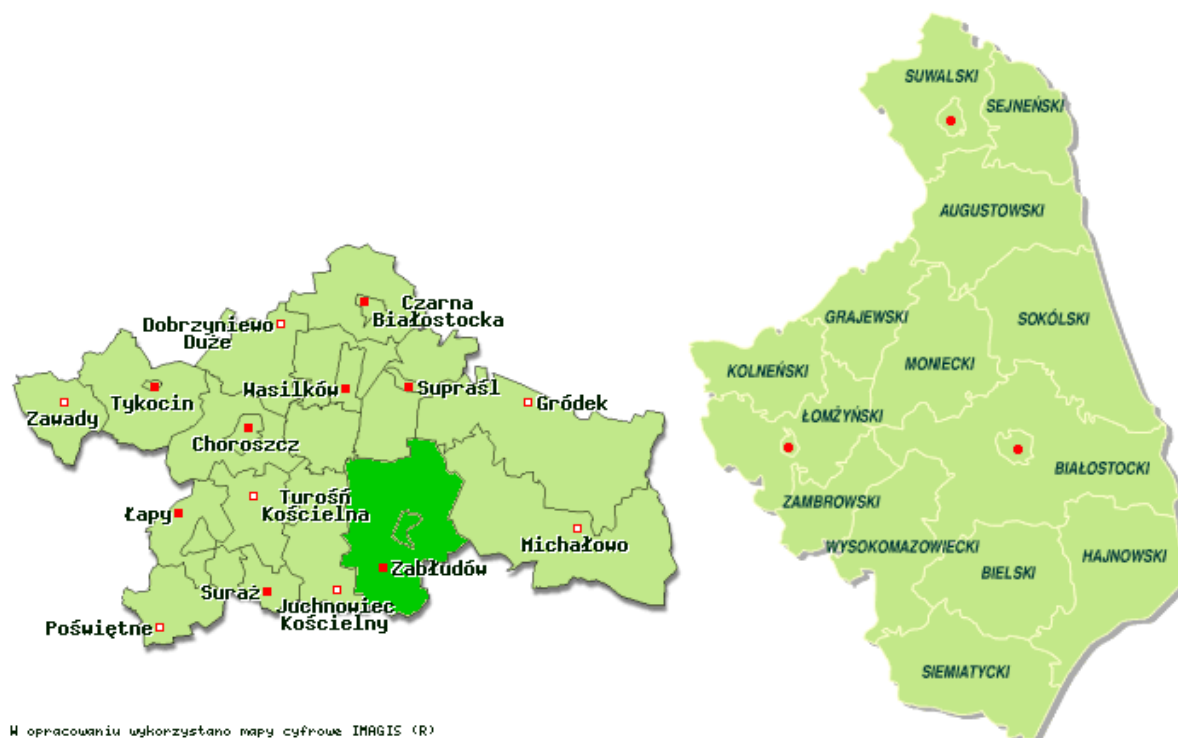 Czarna
Białostocka
Dobrzyniewo
Duże
Wasilków
Supraśl
Tykocin
Zawady
Gródek
Choroszcz
Turośń
Kościelna
Łapy
Michałowo
Zabłudów
Suraż
Juchnowiec
Kościelny
Poświętne
W opracowaniu wykorzystano mapy cyfrowe IMAGIS (R)
SUWALSKI
SEJNEŃSKI
AUGUSTOWSKI
GRAJEWSKI
SOKÓLSKI
KOLNEŃSKI
MONIECKI
ŁOMŻYŃSKI
BIAŁOSTOCKI
ZAMBROWSKI
WYSOKOMAZOWIECKI
HAJNOWSKI
BIELSKI
SIEMIATYCKI